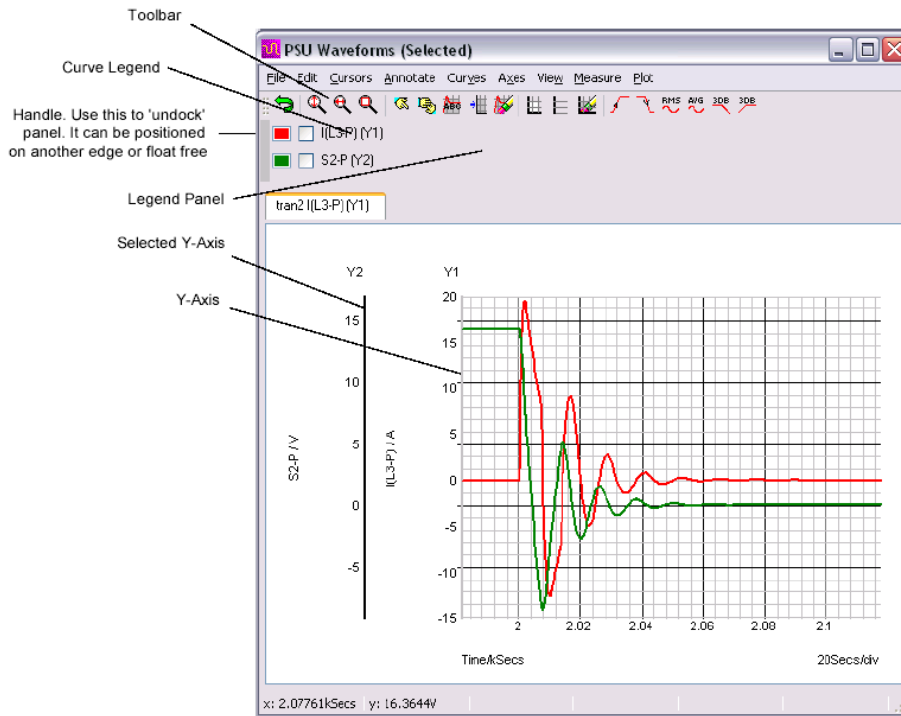 Toolbar
Curve Legend
Handle. Use this to 'undock'
panel. It can be positioned
on another edge or float free
Legend Panel
Selected Y-Axis
Y-Axis
PSU Waveforms (Selected)
File Edit Cursors Annotate Curves Axes View Measure Plot
ABC RMS AVG 3DB 3DB
I(L3-P) (Y1)
S2-P (Y2)
tran2 I(L3-P) (Y1)
Y2 Y1
20
15
15
10
10
5
5
0
0
-5
-5
-10
-15
S2-P / V
I(L3-P) / A
2 2.02 2.04 2.06 2.08 2.1
Time/kSecs 20Secs/div
x: 2.07761kSecs y: 16.3644V